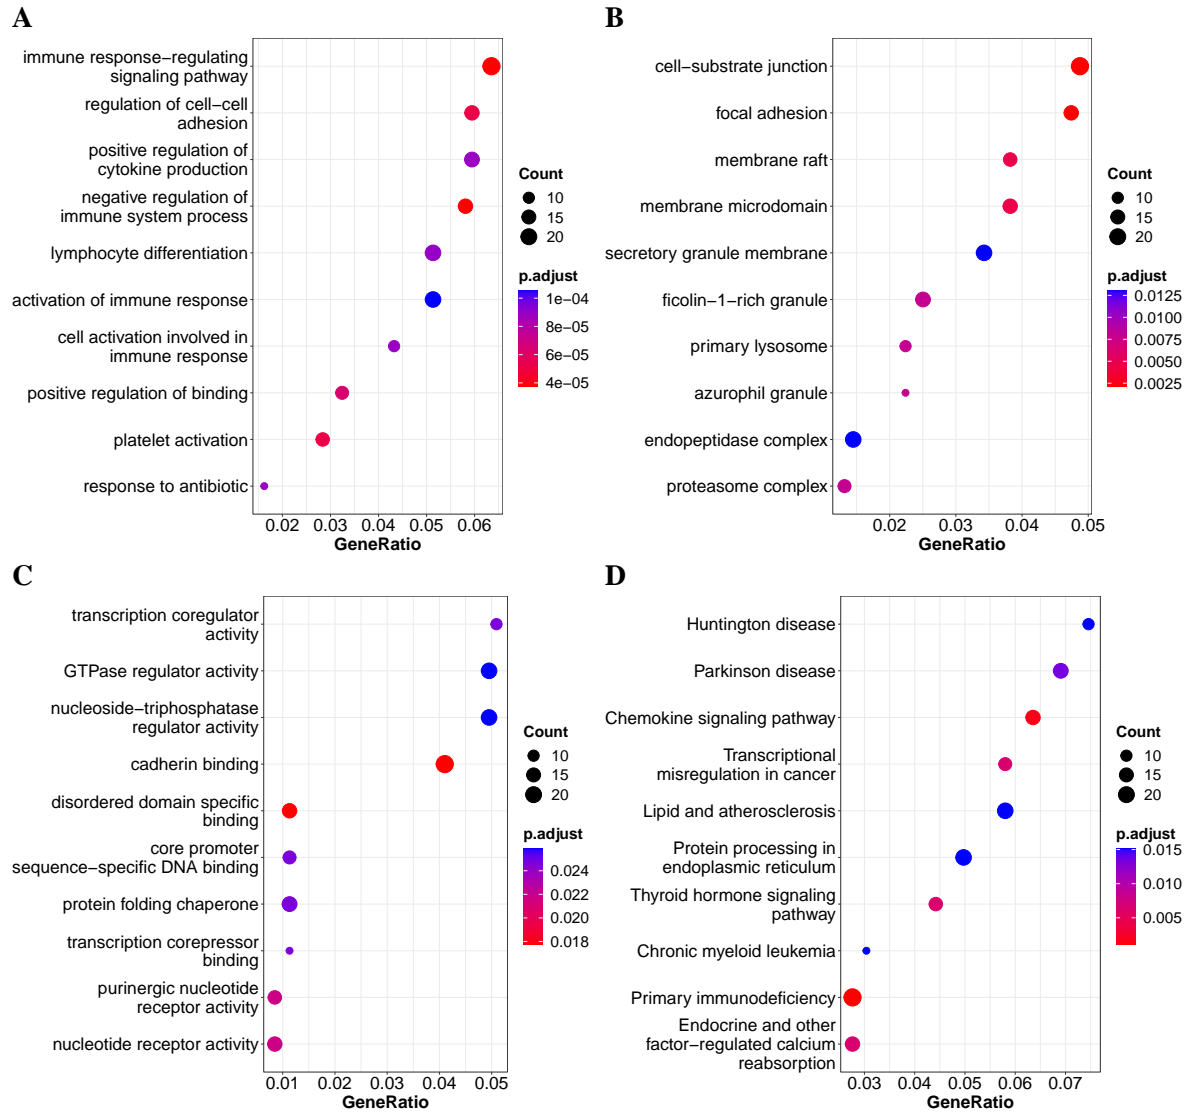 A
immune response−regulating
signaling pathway
regulation of cell−cell
adhesion
positive regulation of
cytokine production
negative regulation of
immune system process
lymphocyte differentiation
activation of immune response
cell activation involved in
immune response
positive regulation of binding
platelet activation
response to antibiotic
0.02 0.03 0.04 0.05 0.06
GeneRatio
Count
10
15
20
p.adjust
1e−04
8e−05
6e−05
4e−05
B
cell−substrate junction
focal adhesion
membrane raft
membrane microdomain
secretory granule membrane
ficolin−1−rich granule
primary lysosome
azurophil granule
endopeptidase complex
proteasome complex
0.02 0.03 0.04 0.05
GeneRatio
Count
10
15
20
p.adjust
0.0125
0.0100
0.0075
0.0050
0.0025
C
transcription coregulator
activity
GTPase regulator activity
nucleoside−triphosphatase
regulator activity
cadherin binding
disordered domain specific
binding
core promoter
sequence−specific DNA binding
protein folding chaperone
transcription corepressor
binding
purinergic nucleotide
receptor activity
nucleotide receptor activity
0.01 0.02 0.03 0.04 0.05
GeneRatio
Count
10
15
20
p.adjust
0.024
0.022
0.020
0.018
D
Huntington disease
Parkinson disease
Chemokine signaling pathway
Transcriptional
misregulation in cancer
Lipid and atherosclerosis
Protein processing in
endoplasmic reticulum
Thyroid hormone signaling
pathway
Chronic myeloid leukemia
Primary immunodeficiency
Endocrine and other
factor−regulated calcium
reabsorption
0.03 0.04 0.05 0.06 0.07
GeneRatio
Count
10
15
20
p.adjust
0.015
0.010
0.005